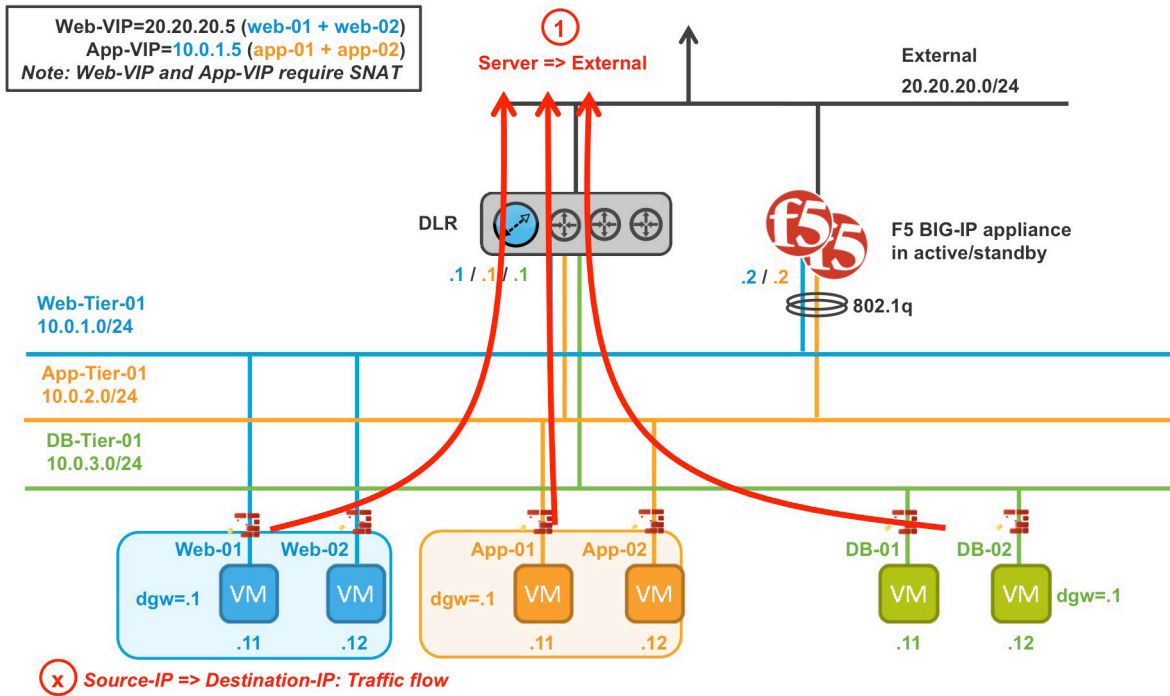 Web-VIP=20.20.20.5 (web-01 + web-02)
App-VIP=10.0.1.5 (app-01 + app-02)
Note: Web-VIP and App-VIP require SNAT
1
Server => External
External
20.20.20.0/24
DLR
f5
f5
F5 BIG-IP appliance
in active/standby
.1 / .1 / .1
.2 / .2
802.1q
Web-Tier-01
10.0.1.0/24
App-Tier-01
10.0.2.0/24
DB-Tier-01
10.0.3.0/24
Web-01
Web-02
App-01
App-02
DB-01
DB-02
dgw=.1
VM
VM
dgw=.1
VM
VM
VM
VM
dgw=.1
.11
.12
.11
.12
.11
.12
x Source-IP => Destination-IP: Traffic flow